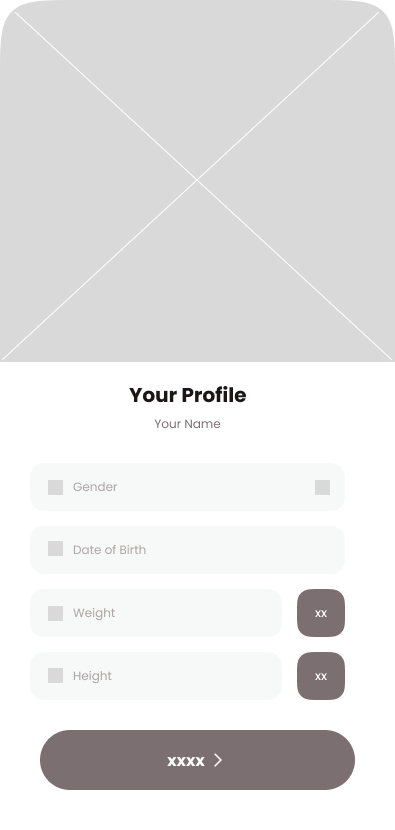 Your Profile
Your Name
Gender
Date of Birth
Weight
xx
Height
xx
xxxx